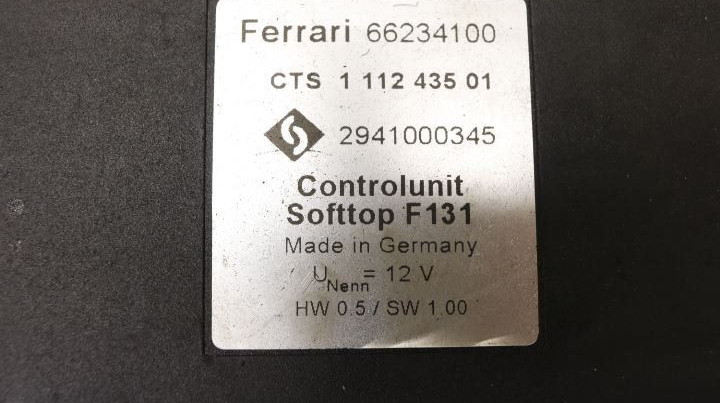 Ferrari 66234100
CTS 1 112 435 01
2941000345
Controlunit
Softtop F131
Made in Germany
UNenn = 12 V
HW 0.5 / SW 1.00